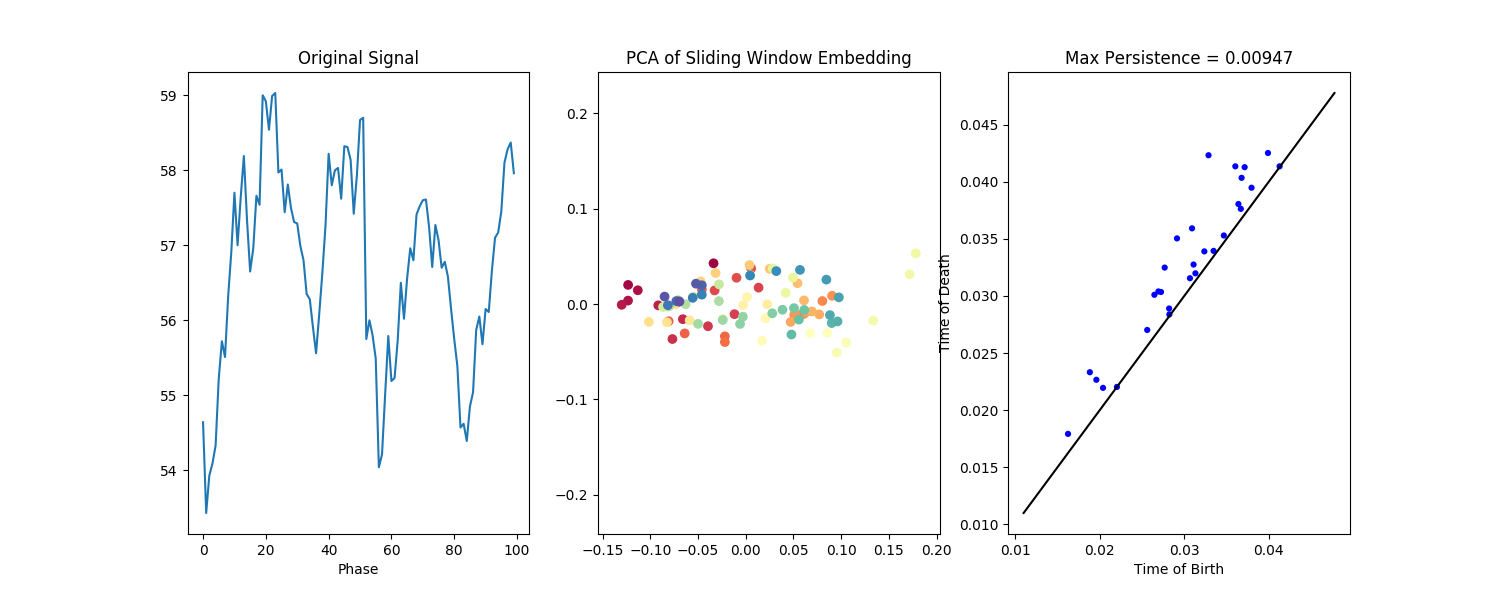 Original Signal
59
58
57
56
55
54
0 20 40 60 80 100
Phase
PCA of Sliding Window Embedding
0.2
0.1
0.0
−0.1
−0.2
−0.15 −0.10 −0.05 0.00 0.05 0.10 0.15 0.20
Max Persistence = 0.00947
Time of Death
0.045
0.040
0.035
0.030
0.025
0.020
0.015
0.010
0.01 0.02 0.03 0.04
Time of Birth